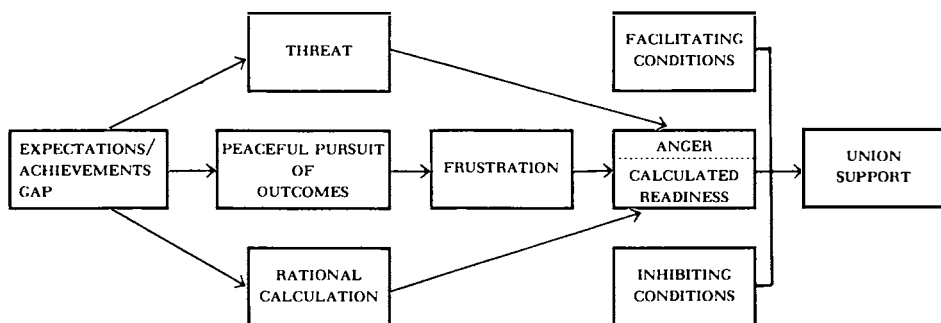 THREAT
FACILITATING
CONDITIONS
EXPECTATIONS/
ACHIEVEMENTS
GAP
PEACEFUL PURSUIT
OF
OUTCOMES
FRUSTRATION
ANGER
CALCULATED
READINESS
UNION
SUPPORT
RATIONAL
CALCULATION
INHIBITING
CONDITIONS